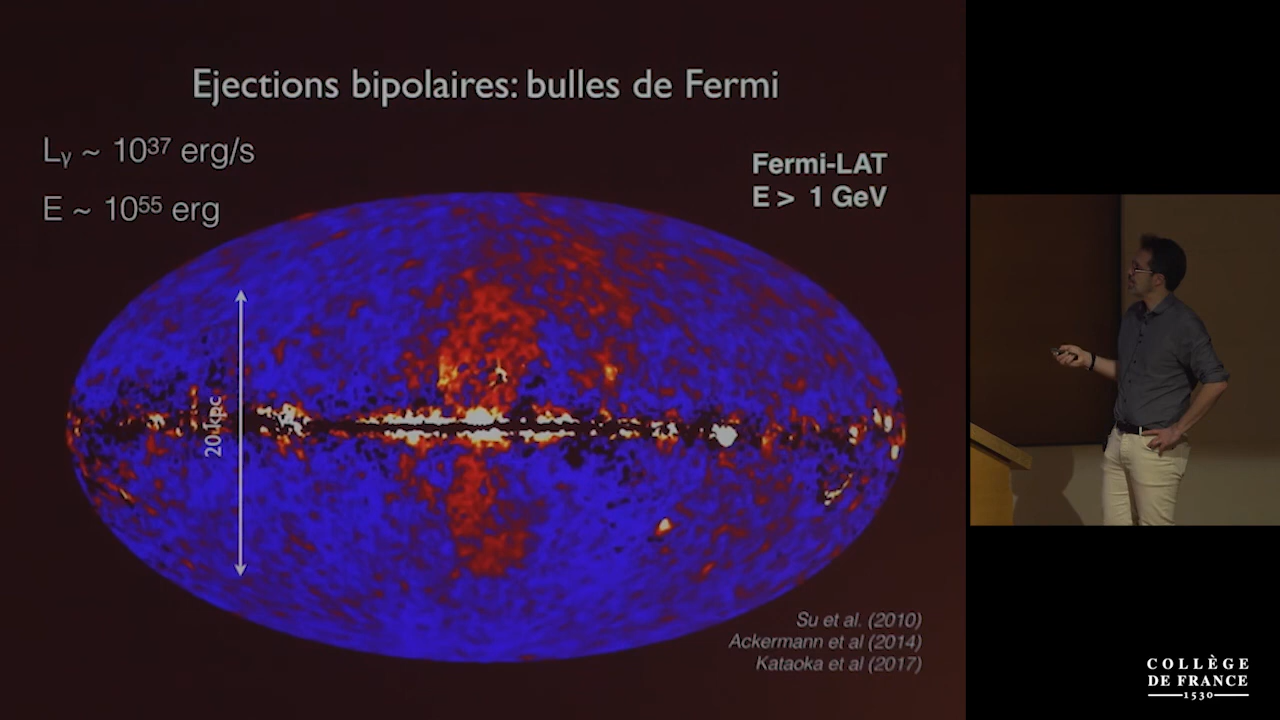 Ejections bipolaires: bulles de Fermi
Lγ ~ 10³⁷ erg/s
E ~ 10⁵⁵ erg
Fermi-LAT
E > 1 GeV
20 kpc
Su et al. (2010)
Ackermann et al (2014)
Kataoka et al (2017)
COLLÈGE
DE FRANCE
1530